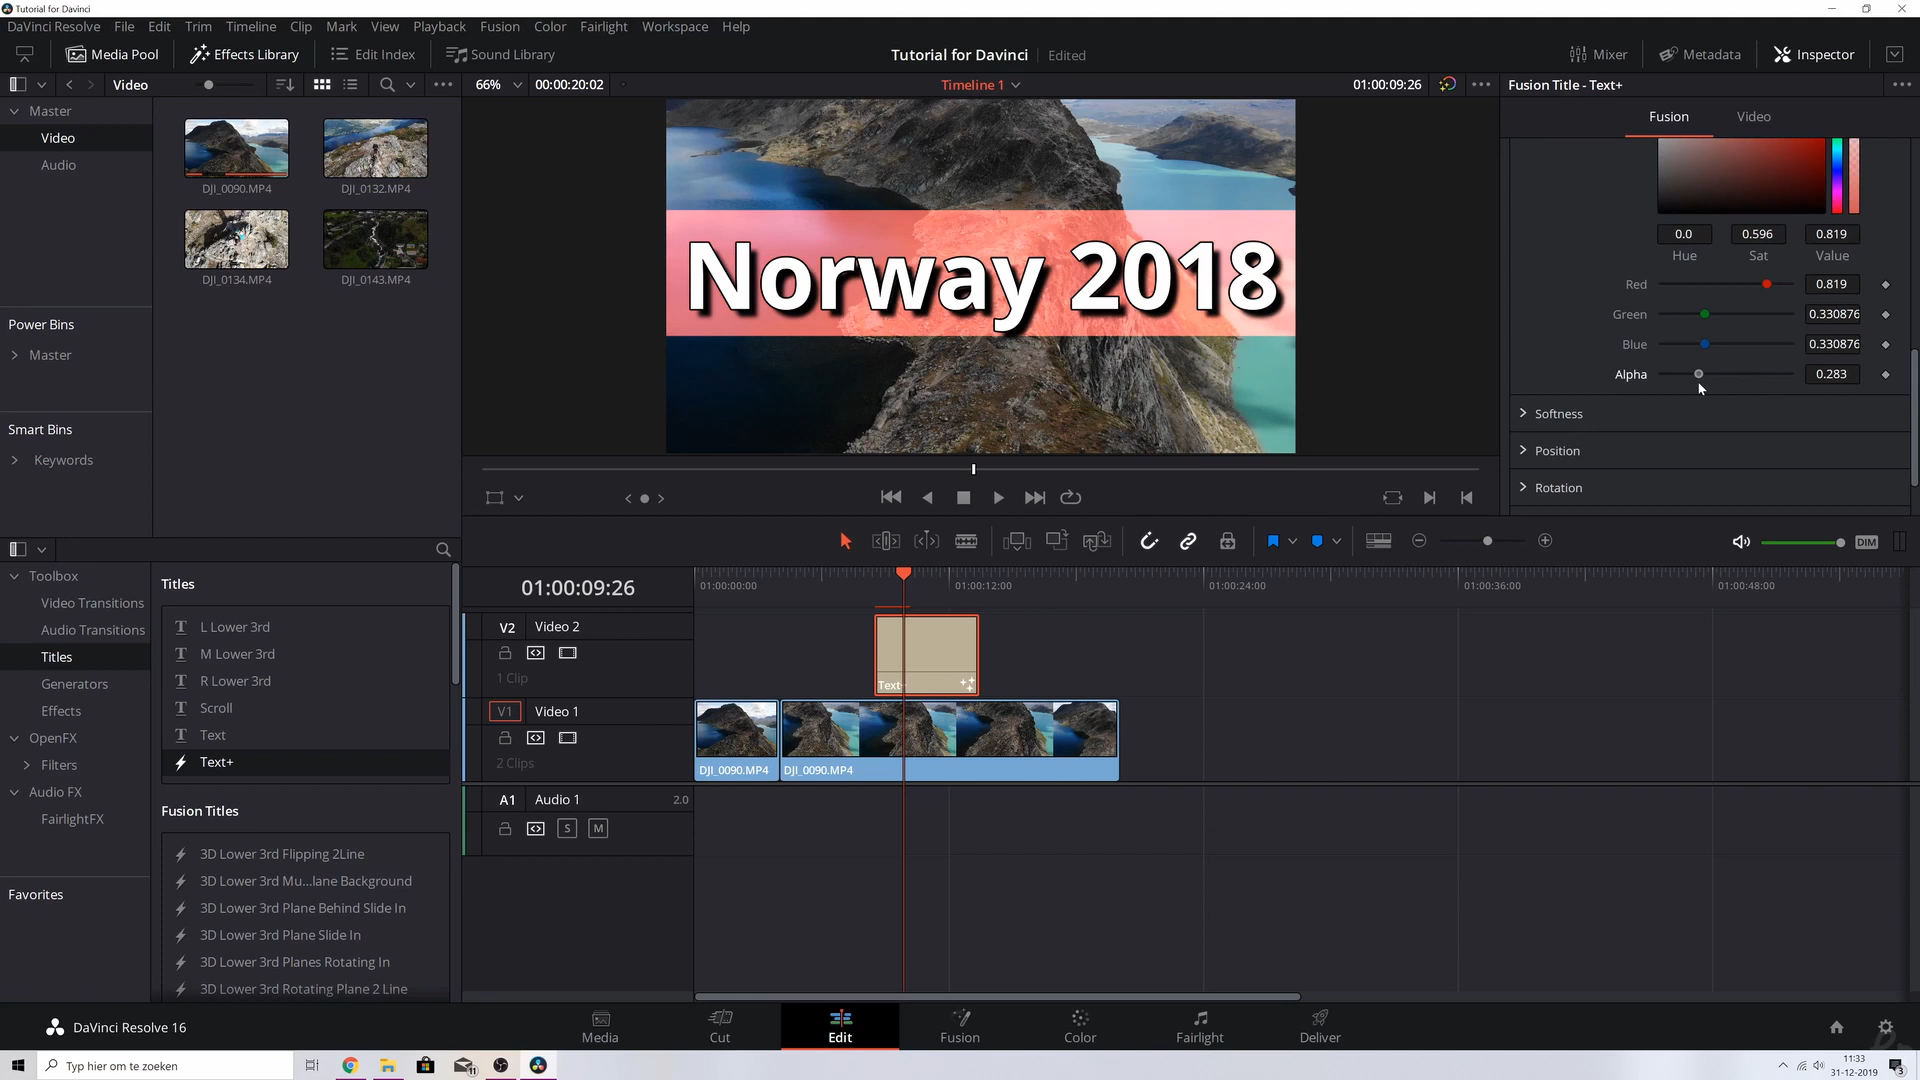 Tutorial for Davinci
DaVinci Resolve File Edit Trim Timeline Clip Mark View Playback Fusion Color Fairlight Workspace Help
Media Pool Effects Library Edit Index Sound Library Tutorial for Davinci Edited Mixer Metadata Inspector
Video 66% 00:00:20:02 Timeline 1 01:00:09:26 Fusion Title - Text+
Master
Video
Audio
DJI_0090.MP4 DJI_0132.MP4
DJI_0134.MP4 DJI_0143.MP4
Power Bins
Master
Smart Bins
Keywords
Norway 2018
Fusion Video
0.0 0.596 0.819
Hue Sat Value
Red 0.819
Green 0.330876
Blue 0.330876
Alpha 0.283
Softness
Position
Rotation
DIM
Toolbox
Video Transitions
Audio Transitions
Titles
Generators
Effects
OpenFX
Filters
Audio FX
FairlightFX
Favorites
Titles
L Lower 3rd
M Lower 3rd
R Lower 3rd
Scroll
Text
Text+
Fusion Titles
3D Lower 3rd Flipping 2Line
3D Lower 3rd Mu...lane Background
3D Lower 3rd Plane Behind Slide In
3D Lower 3rd Plane Slide In
3D Lower 3rd Planes Rotating In
3D Lower 3rd Rotating Plane 2 Line
01:00:09:26 01:00:00:00 01:00:12:00 01:00:24:00 01:00:36:00 01:00:48:00
V2 Video 2
1 Clip
Text
V1 Video 1
2 Clips
DJI_0090.MP4 DJI_0090.MP4
A1 Audio 1 2.0
S M
DaVinci Resolve 16
Media Cut Edit Fusion Color Fairlight Deliver
Typ hier om te zoeken
11
11:33
31-12-2019
3